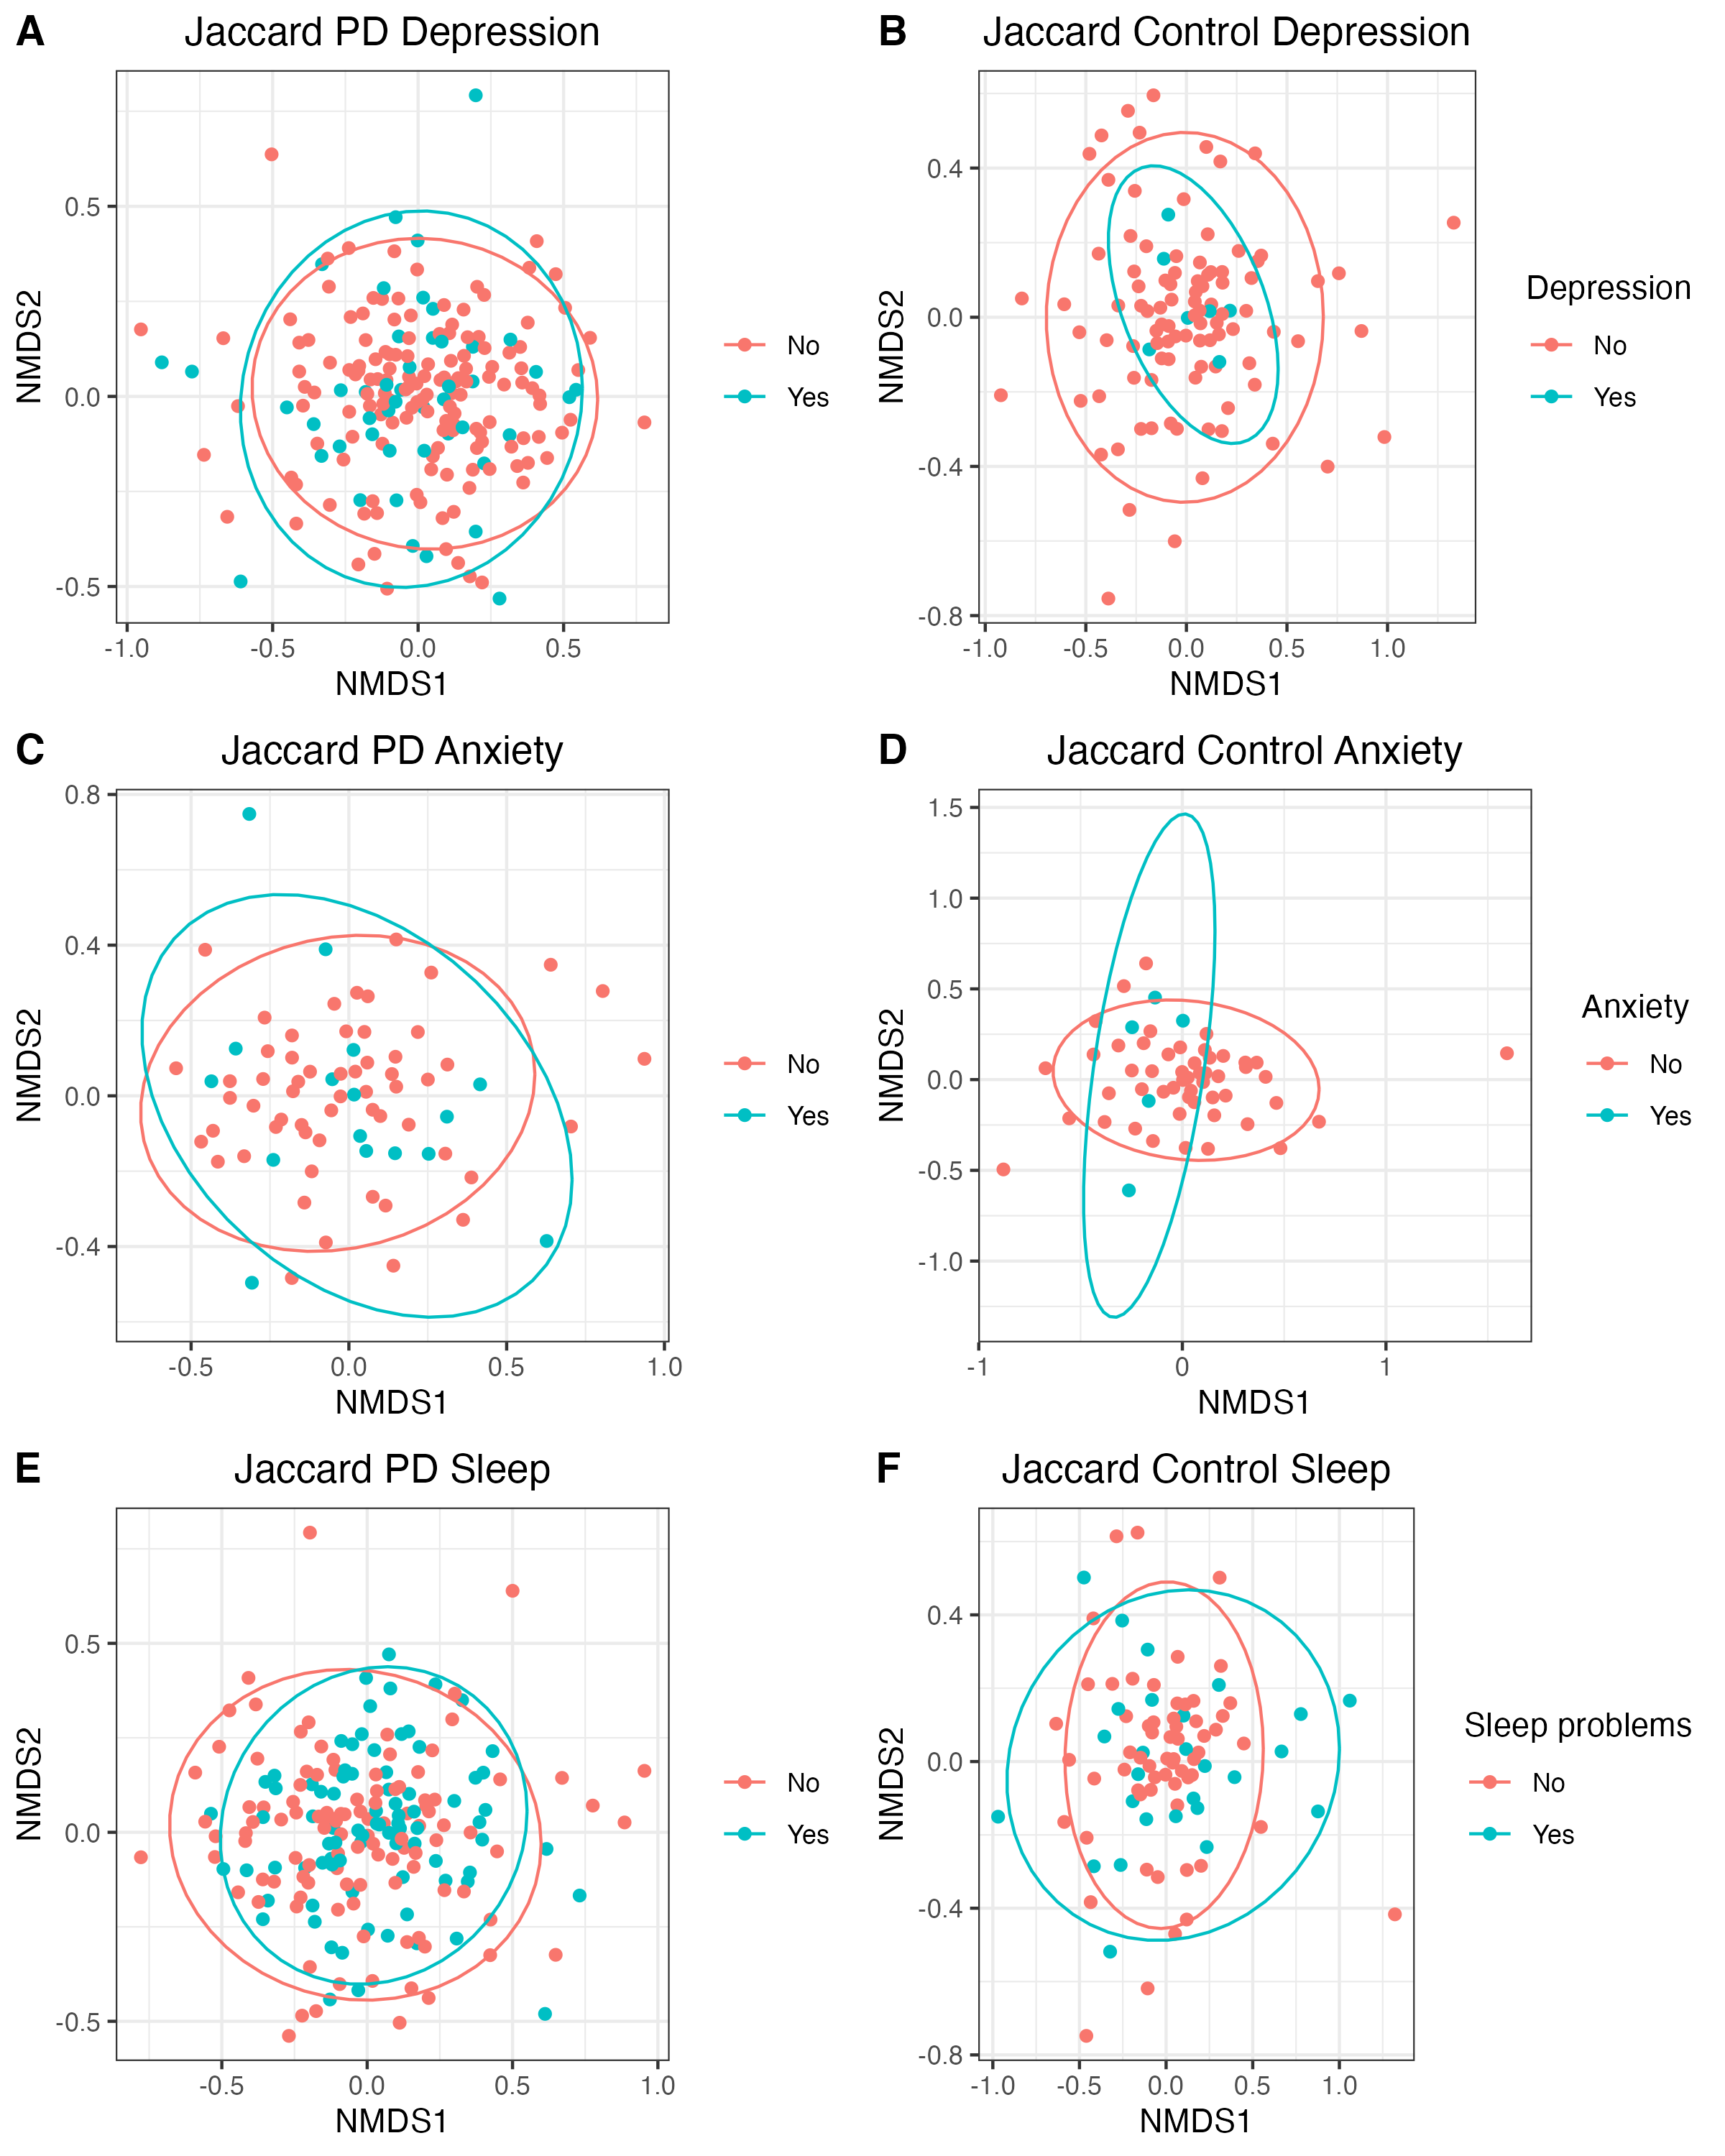 A Jaccard PD Depression
0.5
0.0
-0.5
NMDS2
-1.0 -0.5 0.0 0.5
NMDS1
No
Yes
B Jaccard Control Depression
0.4
0.0
-0.4
-0.8
NMDS2
-1.0 -0.5 0.0 0.5 1.0
NMDS1
Depression
No
Yes
C Jaccard PD Anxiety
0.8
0.4
0.0
-0.4
NMDS2
-0.5 0.0 0.5 1.0
NMDS1
No
Yes
D Jaccard Control Anxiety
1.5
1.0
0.5
0.0
-0.5
-1.0
NMDS2
-1 0 1
NMDS1
Anxiety
No
Yes
E Jaccard PD Sleep
0.5
0.0
-0.5
NMDS2
-0.5 0.0 0.5 1.0
NMDS1
No
Yes
F Jaccard Control Sleep
0.4
0.0
-0.4
-0.8
NMDS2
-1.0 -0.5 0.0 0.5 1.0
NMDS1
Sleep problems
No
Yes